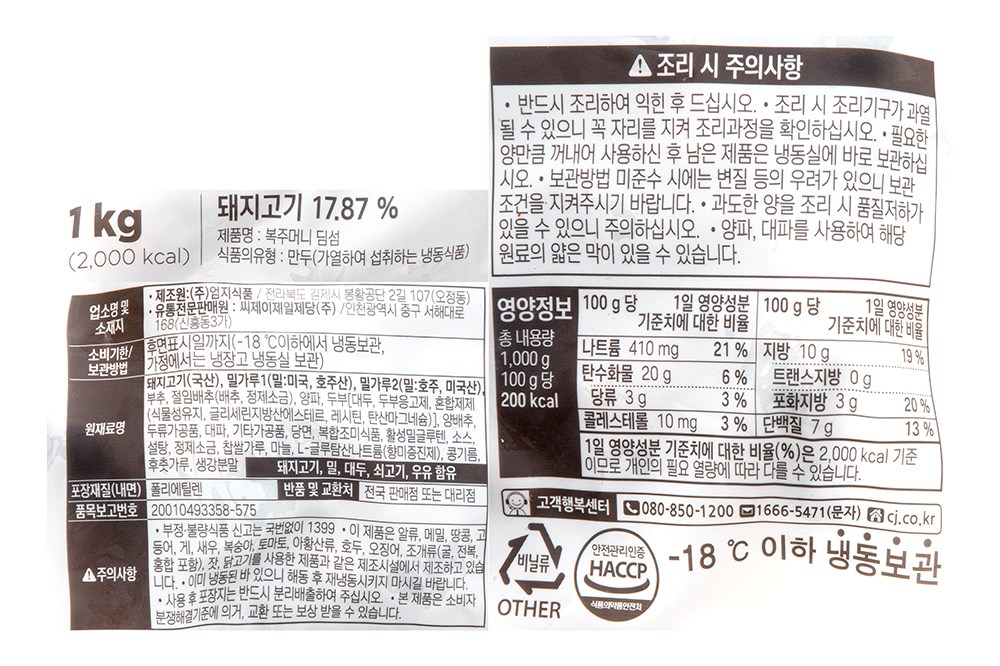 1 kg
(2,000 kcal)
돼지고기 17.87 %
제품명 : 복주머니 딤섬
식품의유형 : 만두(가열하여 섭취하는 냉동식품)
업소명 및
소재지
• 제조원:(주)엄지식품 / 전라북도 김제시 봉황공단 2길 107(오정동)
• 유통전문판매원 : 씨제이제일제당(주) /인천광역시 중구 서해대로
168(신흥동3가)
소비기한/
보관방법
후면표시일까지(-18 ℃이하에서 냉동보관,
가정에서는 냉장고 냉동실 보관)
원재료명
돼지고기(국산), 밀가루1(밀:미국, 호주산), 밀가루2(밀:호주, 미국산),
부추, 절임배추(배추, 정제소금), 양파, 두부[대두, 두부응고제, 혼합제제
(식물성유지, 글리세린지방산에스테르, 레시틴, 탄산마그네슘)], 양배추,
두류가공품, 대파, 기타가공품, 당면, 복합조미식품, 활성밀글루텐, 소스,
설탕, 정제소금, 찹쌀가루, 마늘, L-글루탐산나트륨(향미증진제), 콩기름,
후춧가루, 생강분말
돼지고기, 밀, 대두, 쇠고기, 우유 함유
포장재질(내면) 폴리에틸렌
반품 및 교환처 전국 판매점 또는 대리점
품목보고번호 20010493358-575
⚠주의사항
• 부정·불량식품 신고는 국번없이 1399 • 이 제품은 알류, 메밀, 땅콩, 고
등어, 게, 새우, 복숭아, 토마토, 아황산류, 호두, 오징어, 조개류(굴, 전복,
홍합 포함), 잣, 닭고기를 사용한 제품과 같은 제조시설에서 제조하고 있습
니다. • 이미 냉동된 바 있으니 해동 후 재냉동시키지 마시길 바랍니다.
• 사용 후 포장지는 반드시 분리배출하여 주십시오. • 본 제품은 소비자
분쟁해결기준에 의거, 교환 또는 보상 받을 수 있습니다.
⚠ 조리 시 주의사항
• 반드시 조리하여 익힌 후 드십시오. • 조리 시 조리기구가 과열
될 수 있으니 꼭 자리를 지켜 조리과정을 확인하십시오. • 필요한
양만큼 꺼내어 사용하신 후 남은 제품은 냉동실에 바로 보관하십
시오. • 보관방법 미준수 시에는 변질 등의 우려가 있으니 보관
조건을 지켜주시기 바랍니다. • 과도한 양을 조리 시 품질저하가
있을 수 있으니 주의하십시오. • 양파, 대파를 사용하여 해당
원료의 얇은 막이 있을 수 있습니다.
영양정보
총 내용량
1,000 g
100 g 당
200 kcal
100 g 당 1일 영양성분
기준치에 대한 비율
나트륨 410 mg 21 %
탄수화물 20 g 6 %
당류 3 g 3 %
콜레스테롤 10 mg 3 %
100 g 당 1일 영양성분
기준치에 대한 비율
지방 10 g 19 %
트랜스지방 0 g
포화지방 3 g 20 %
단백질 7 g 13 %
1일 영양성분 기준치에 대한 비율(%)은 2,000 kcal 기준
이므로 개인의 필요 열량에 따라 다를 수 있습니다.
고객행복센터 080-850-1200 1666-5471(문자) cj.co.kr
비닐류
OTHER
안전관리인증
HACCP
식품의약품안전처
-18 ℃ 이하 냉동보관